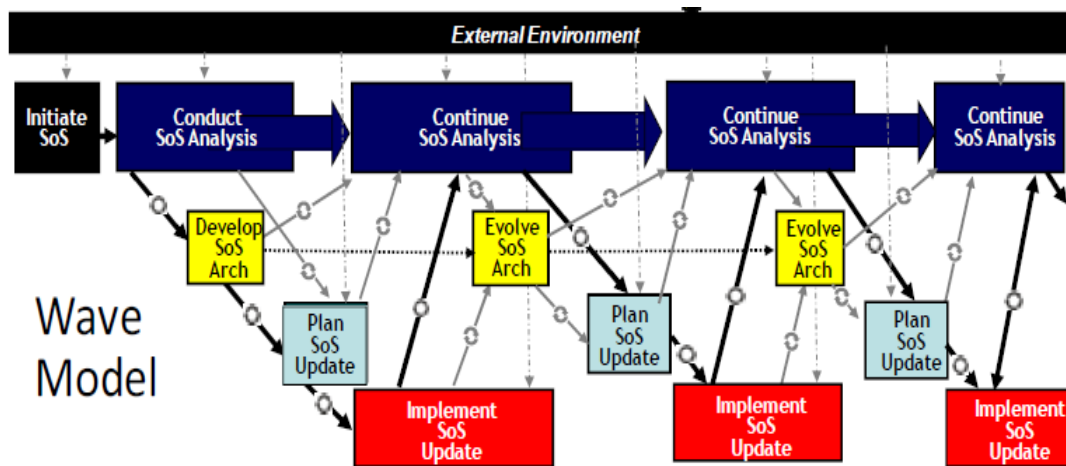 External Environment
Initiate
SoS
Conduct
SoS Analysis
Continue
SoS Analysis
Continue
SoS Analysis
Continue
SoS Analysis
Develop
SoS
Arch
Evolve
SoS
Arch
Evolve
SoS
Arch
Plan
SoS
Update
Plan
SoS
Update
Plan
SoS
Update
Wave
Model
Implement
SoS
Update
Implement
SoS
Update
Implement
SoS
Update